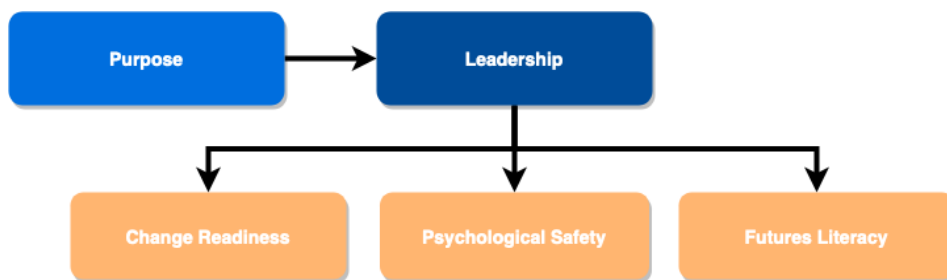 Purpose
Leadership
Change Readiness
Psychological Safety
Futures Literacy